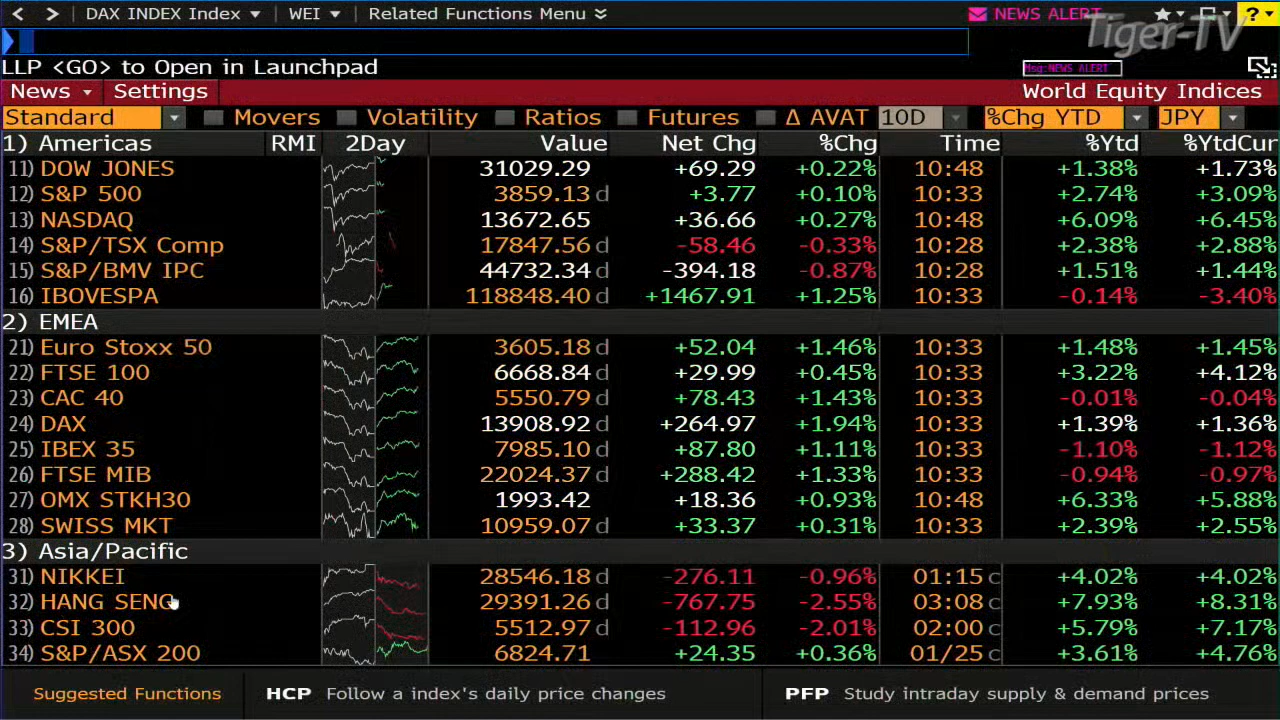 < > DAX INDEX Index ▾ WEI ▾ Related Functions Menu NEWS ALERT ? ▾
Tiger-TV
LLP <GO> to Open in Launchpad Msg:NEWS ALERT
News Settings World Equity Indices
Standard Movers Volatility Ratios Futures Δ AVAT 10D %Chg YTD JPY
1) Americas RMI 2Day Value Net Chg %Chg Time %Ytd %YtdCur
11) DOW JONES 31029.29 +69.29 +0.22% 10:48 +1.38% +1.73%
12) S&P 500 3859.13 d +3.77 +0.10% 10:33 +2.74% +3.09%
13) NASDAQ 13672.65 +36.66 +0.27% 10:48 +6.09% +6.45%
14) S&P/TSX Comp 17847.56 d -58.46 -0.33% 10:28 +2.38% +2.88%
15) S&P/BMV IPC 44732.34 d -394.18 -0.87% 10:28 +1.51% +1.44%
16) IBOVESPA 118848.40 d +1467.91 +1.25% 10:33 -0.14% -3.40%
2) EMEA
21) Euro Stoxx 50 3605.18 d +52.04 +1.46% 10:33 +1.48% +1.45%
22) FTSE 100 6668.84 d +29.99 +0.45% 10:33 +3.22% +4.12%
23) CAC 40 5550.79 d +78.43 +1.43% 10:33 -0.01% -0.04%
24) DAX 13908.92 d +264.97 +1.94% 10:33 +1.39% +1.36%
25) IBEX 35 7985.10 d +87.80 +1.11% 10:33 -1.10% -1.12%
26) FTSE MIB 22024.37 d +288.42 +1.33% 10:33 -0.94% -0.97%
27) OMX STKH30 1993.42 +18.36 +0.93% 10:48 +6.33% +5.88%
28) SWISS MKT 10959.07 d +33.37 +0.31% 10:33 +2.39% +2.55%
3) Asia/Pacific
31) NIKKEI 28546.18 d -276.11 -0.96% 01:15 c +4.02% +4.02%
32) HANG SENG 29391.26 d -767.75 -2.55% 03:08 c +7.93% +8.31%
33) CSI 300 5512.97 d -112.96 -2.01% 02:00 c +5.79% +7.17%
34) S&P/ASX 200 6824.71 +24.35 +0.36% 01/25 c +3.61% +4.76%
Suggested Functions HCP Follow a index's daily price changes PFP Study intraday supply & demand prices